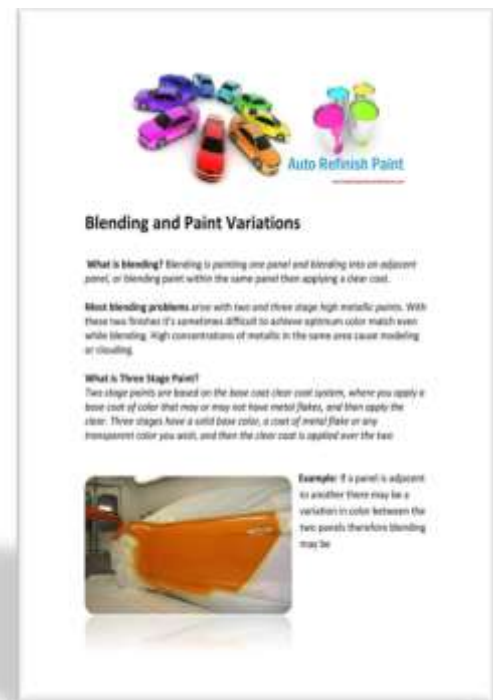 Auto Refinish Paint
Blending and Paint Variations
What is blending? Blending is painting one panel and blending into an adjacent
panel, or blending paint within the same panel then applying a clear coat.
Most blending problems arise with two and three stage high metallic paints. With
these two finishes it's sometimes difficult to achieve optimum color match even
while blending. High concentrations of metallic in the same area cause modeling
or clouding.
What is Three Stage Paint?
Two stage paints are based on the base coat clear coat system, where you apply a
base coat of color that may or may not have metal flakes, and then apply the
clear. Three stages have a solid base color, a coat of metal flake or any
transparent color you wish, and then the clear coat is applied over the two
Example: If a panel is adjacent
to another there may be a
variation in color between the
two panels therefore blending
may be